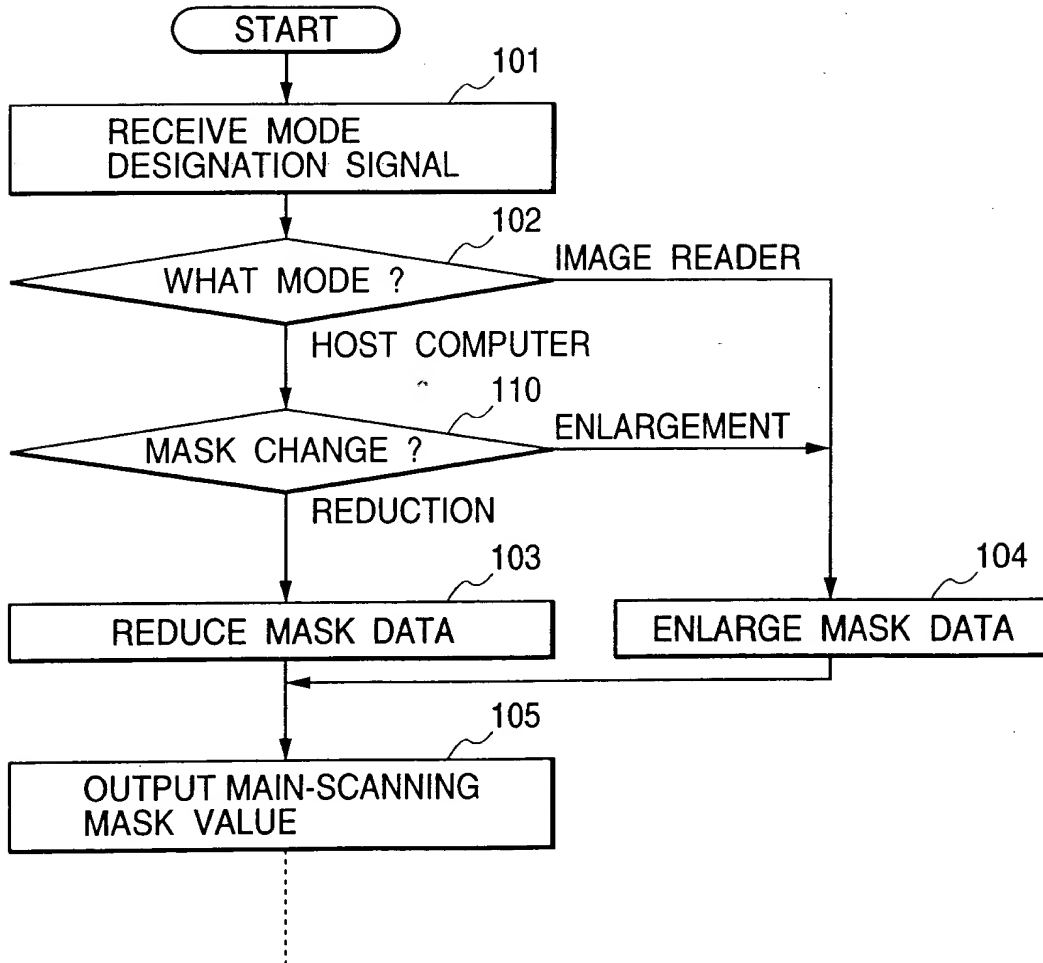 START
101
RECEIVE MODE
DESIGNATION SIGNAL
102
WHAT MODE ?
IMAGE READER
HOST COMPUTER
110
MASK CHANGE ?
ENLARGEMENT
REDUCTION
103
REDUCE MASK DATA
104
ENLARGE MASK DATA
105
OUTPUT MAIN-SCANNING
MASK VALUE